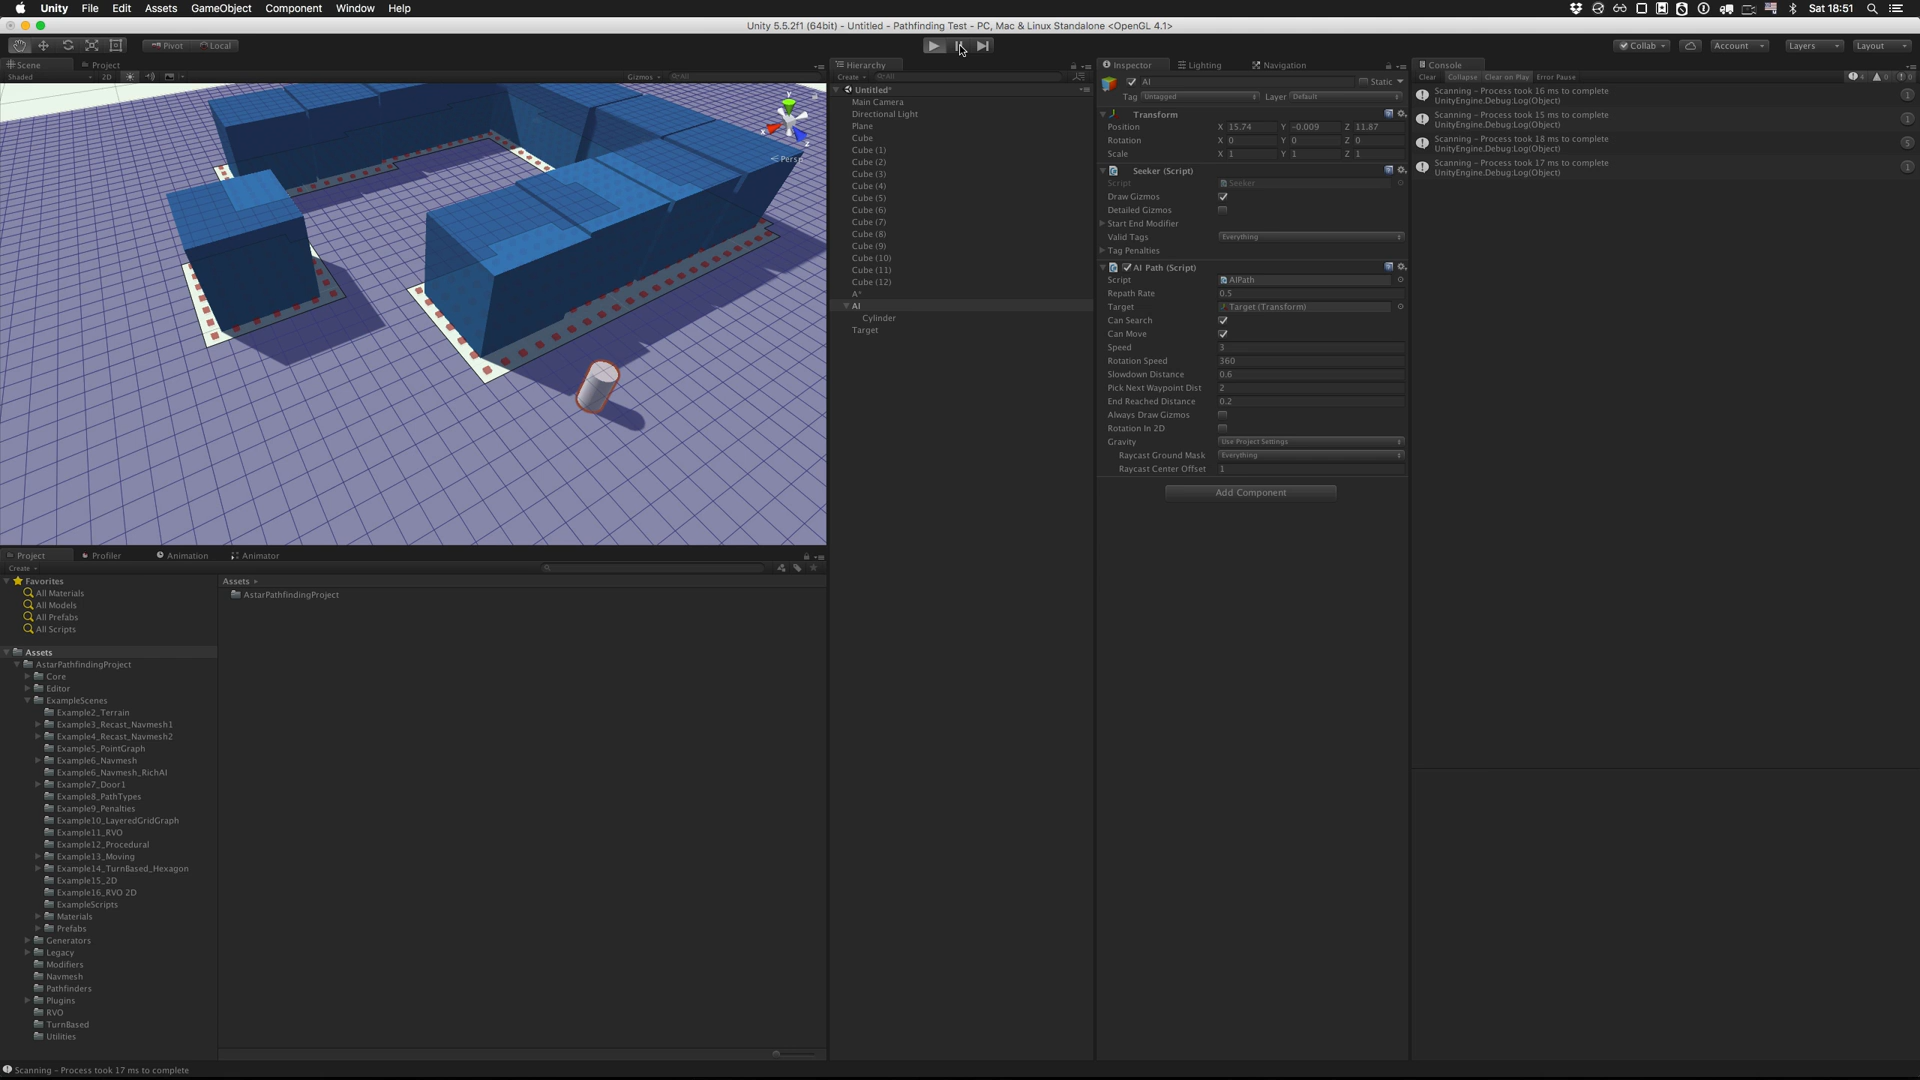 Unity File Edit Assets GameObject Component Window Help
Sat 18:51
Unity 5.5.2f1 (64bit) - Untitled - Pathfinding Test - PC, Mac & Linux Standalone <OpenGL 4.1>
Pivot Local
Collab Account Layers Layout
Scene Project
Shaded 2D Gizmos All
y
x
z
Persp
Hierarchy
Create All
Untitled*
Main Camera
Directional Light
Plane
Cube
Cube (1)
Cube (2)
Cube (3)
Cube (4)
Cube (5)
Cube (6)
Cube (7)
Cube (8)
Cube (9)
Cube (10)
Cube (11)
Cube (12)
A*
AI
Cylinder
Target
Inspector Lighting Navigation
AI Static
Tag Untagged Layer Default
Transform
Position X 15.74 Y -0.009 Z 11.87
Rotation X 0 Y 0 Z 0
Scale X 1 Y 1 Z 1
Seeker (Script)
Script Seeker
Draw Gizmos
Detailed Gizmos
Start End Modifier
Valid Tags Everything
Tag Penalties
AI Path (Script)
Script AIPath
Repath Rate 0.5
Target Target (Transform)
Can Search
Can Move
Speed 3
Rotation Speed 360
Slowdown Distance 0.6
Pick Next Waypoint Dist 2
End Reached Distance 0.2
Always Draw Gizmos
Rotation In 2D
Gravity Use Project Settings
Raycast Ground Mask Everything
Raycast Center Offset 1
Add Component
Console
Clear Collapse Clear on Play Error Pause 4 0 0
Scanning - Process took 16 ms to complete
UnityEngine.Debug:Log(Object)
1
Scanning - Process took 15 ms to complete
UnityEngine.Debug:Log(Object)
1
Scanning - Process took 18 ms to complete
UnityEngine.Debug:Log(Object)
5
Scanning - Process took 17 ms to complete
UnityEngine.Debug:Log(Object)
1
Project Profiler Animation Animator
Create
Favorites
All Materials
All Models
All Prefabs
All Scripts
Assets
AstarPathfindingProject
Core
Editor
ExampleScenes
Example2_Terrain
Example3_Recast_Navmesh1
Example4_Recast_Navmesh2
Example5_PointGraph
Example6_Navmesh
Example6_Navmesh_RichAI
Example7_Door1
Example8_PathTypes
Example9_Penalties
Example10_LayeredGridGraph
Example11_RVO
Example12_Procedural
Example13_Moving
Example14_TurnBased_Hexagon
Example15_2D
Example16_RVO 2D
ExampleScripts
Materials
Prefabs
Generators
Legacy
Modifiers
Navmesh
Pathfinders
Plugins
RVO
TurnBased
Utilities
Assets
AstarPathfindingProject
Scanning - Process took 17 ms to complete